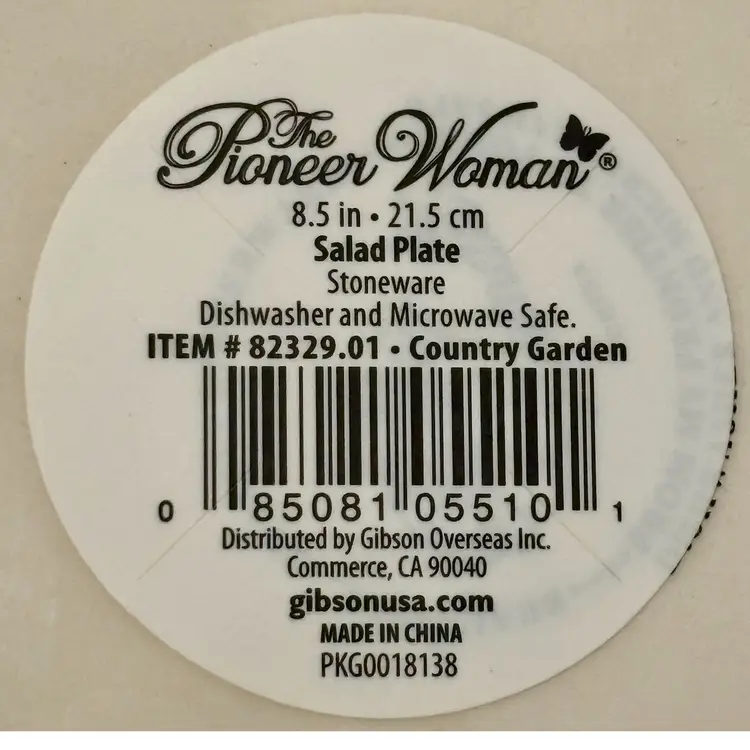 The
Pioneer Woman®
8.5 in • 21.5 cm
Salad Plate
Stoneware
Dishwasher and Microwave Safe.
ITEM # 82329.01 • Country Garden
0 85081 05510 1
Distributed by Gibson Overseas Inc.
Commerce, CA 90040
gibsonusa.com
MADE IN CHINA
PKG0018138